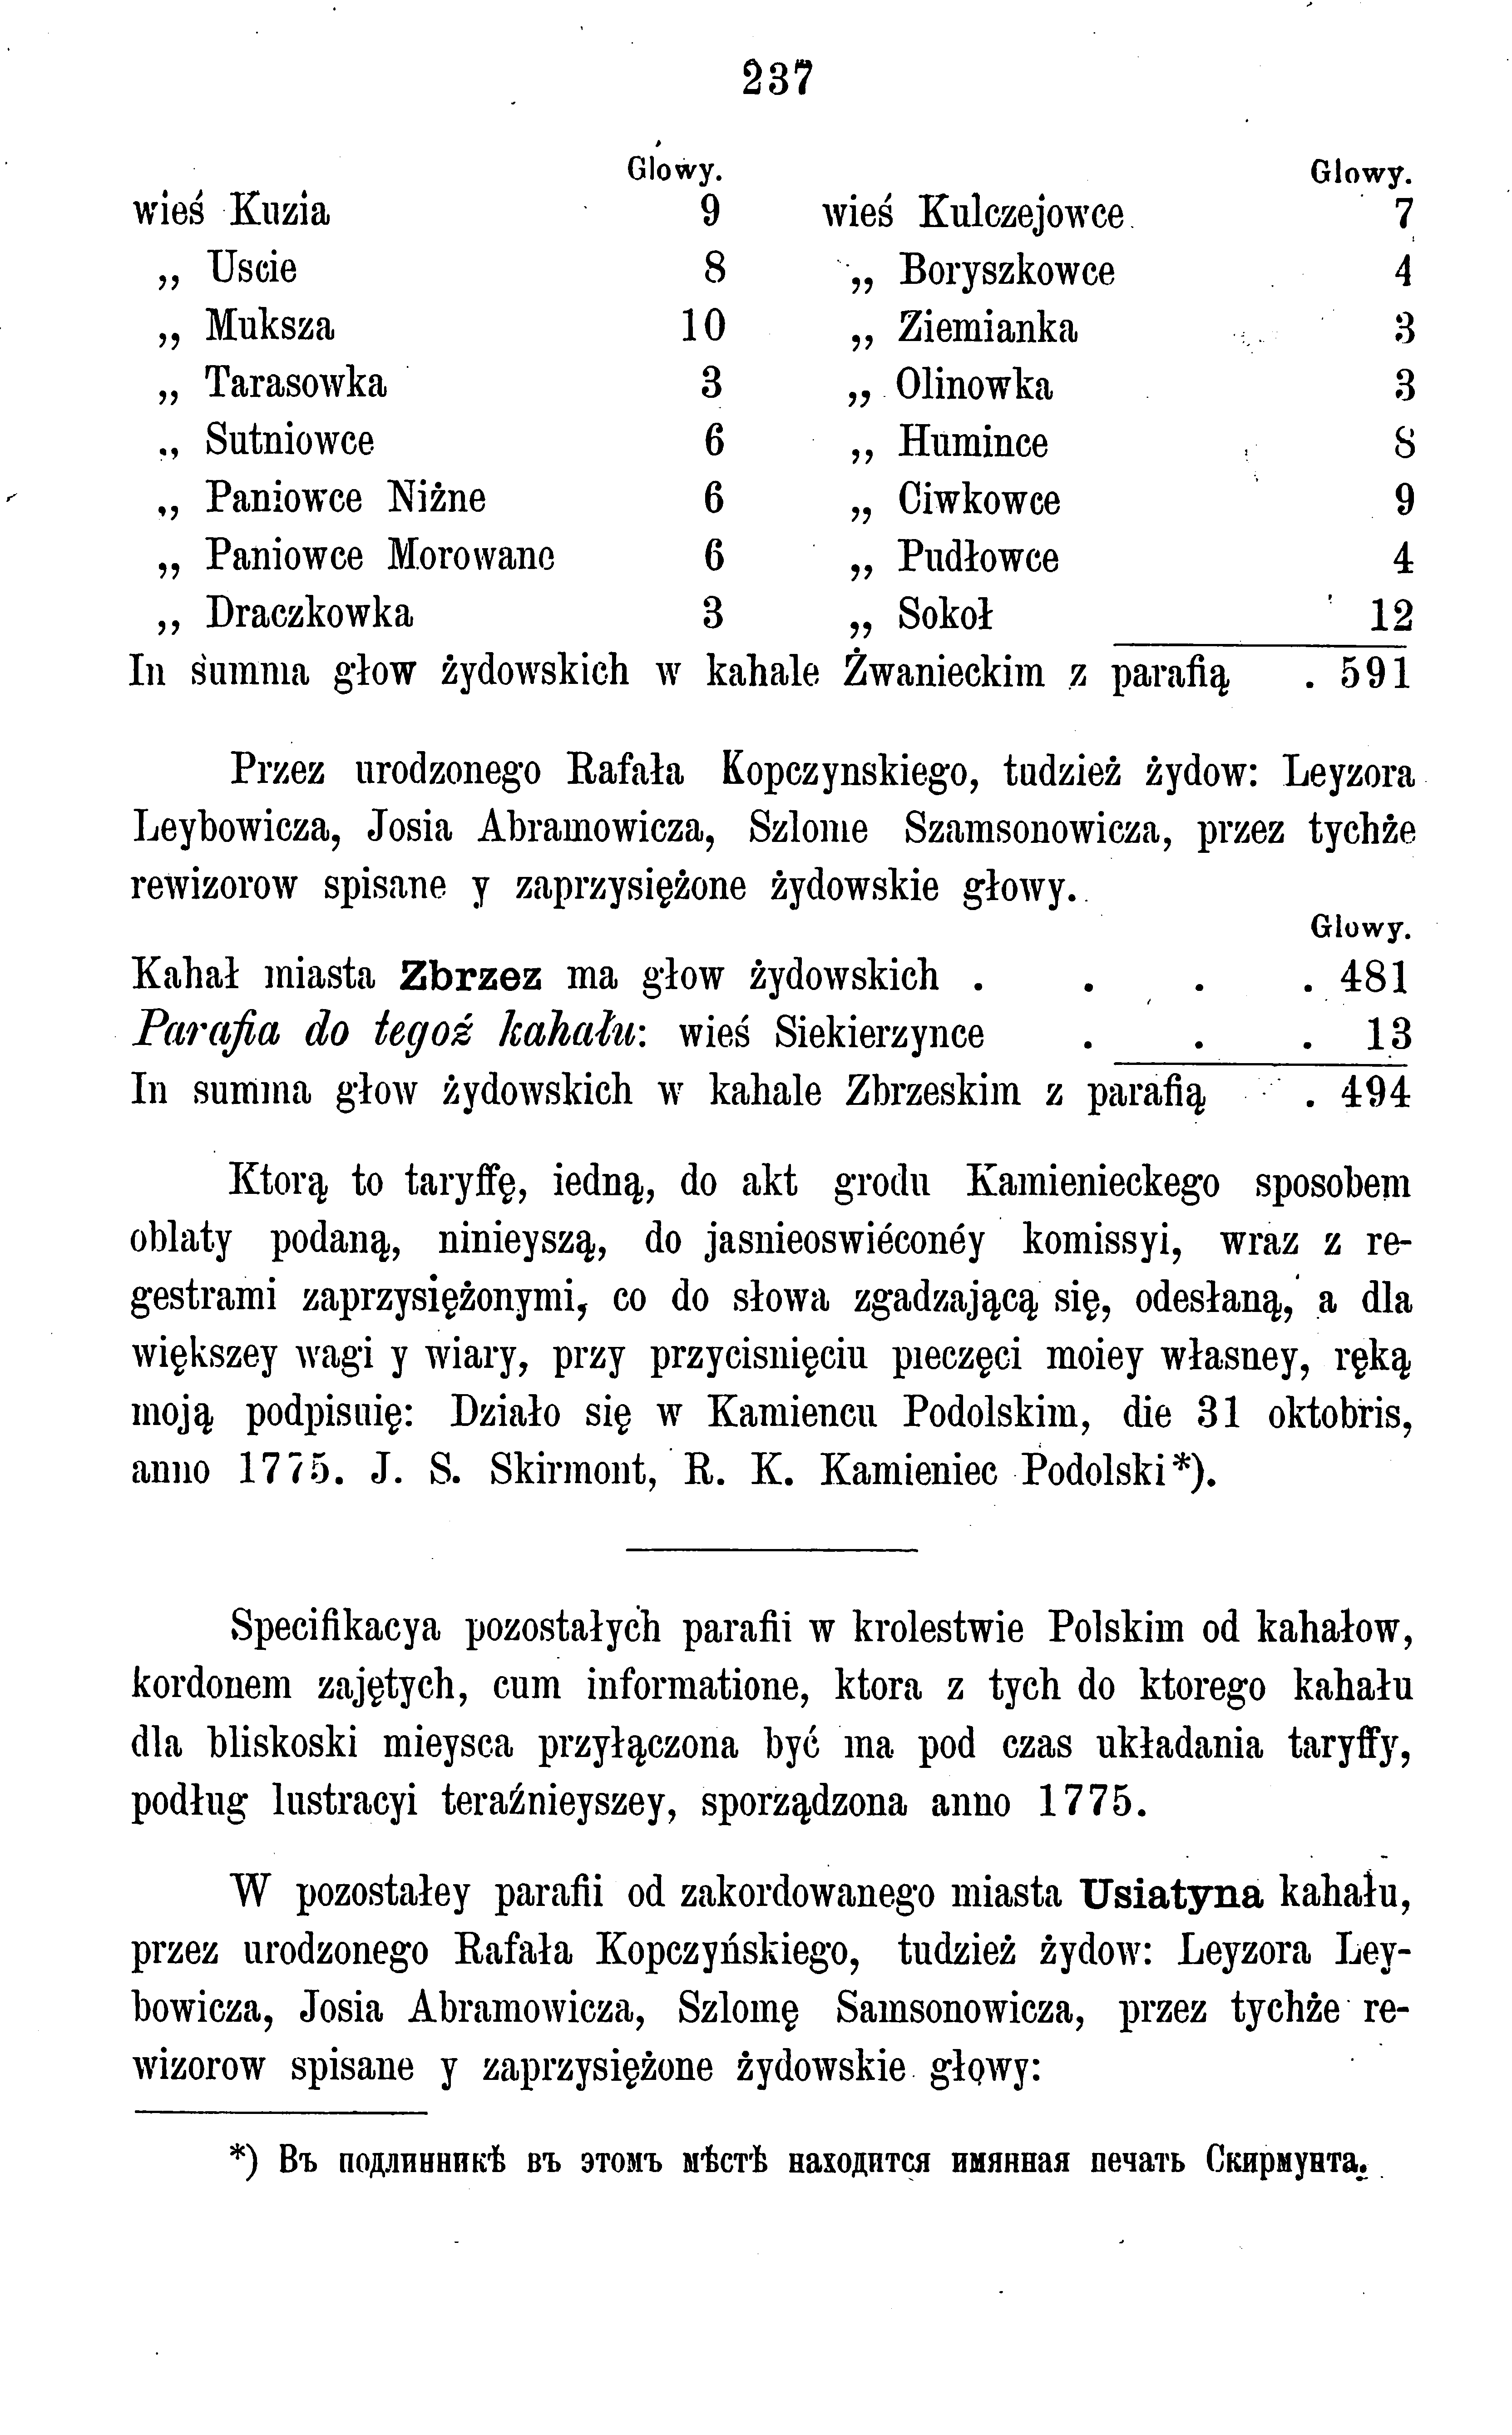 237
Glowy. Glowy.
wieś Kuzia 9 wieś Kulczejowce 7
„ Uscie 8 „ Boryszkowce 4
„ Muksza 10 „ Ziemianka 3
„ Tarasowka 3 „ Olinowka 3
„ Sutniowce 6 „ Humince 8
„ Paniowce Niżne 6 „ Ciwkowce 9
„ Paniowce Morowane 6 „ Pudłowce 4
„ Draczkowka 3 „ Sokoł 12
In summa głow żydowskich w kahale Żwanieckim z parafią . 591
Przez urodzonego Rafała Kopczynskiego, tudzież żydow: Leyzora
Leybowicza, Josia Abramowicza, Szlome Szamsonowicza, przez tychże
rewizorow spisane y zaprzysiężone żydowskie głowy.
Glowy.
Kahał miasta Zbrzez ma głow żydowskich . . . . 481
Parafia do tegoż kahału: wieś Siekierzynce . . . 13
In summa głow żydowskich w kahale Zbrzeskim z parafią . 494
Ktorą to taryffę, iedną, do akt grodu Kamienieckego sposobem
oblaty podaną, ninieyszą, do jasnieoswiéconéy komissyi, wraz z re-
gestrami zaprzysiężonymi, co do słowa zgadzającą się, odesłaną, a dla
większey wagi y wiary, przy przycisnięciu pieczęci moiey własney, ręką
moją podpisuię: Działo się w Kamiencu Podolskim, die 31 oktobris,
anno 1775. J. S. Skirmont, R. K. Kamieniec Podolski*).
Specifikacya pozostałych parafii w krolestwie Polskim od kahałow,
kordonem zajętych, cum informatione, ktora z tych do ktorego kahału
dla bliskoski mieysca przyłączona być ma pod czas układania taryffy,
podług lustracyi teraźnieyszey, sporządzona anno 1775.
W pozostałey parafii od zakordowanego miasta Usiatyna kahału,
przez urodzonego Rafała Kopczyńskiego, tudzież żydow: Leyzora Ley-
bowicza, Josia Abramowicza, Szlomę Samsonowicza, przez tychże re-
wizorow spisane y zaprzysiężone żydowskie głowy:
*) Въ подлинникѣ въ этомъ мѣстѣ находится имянная печать Скирмунта.